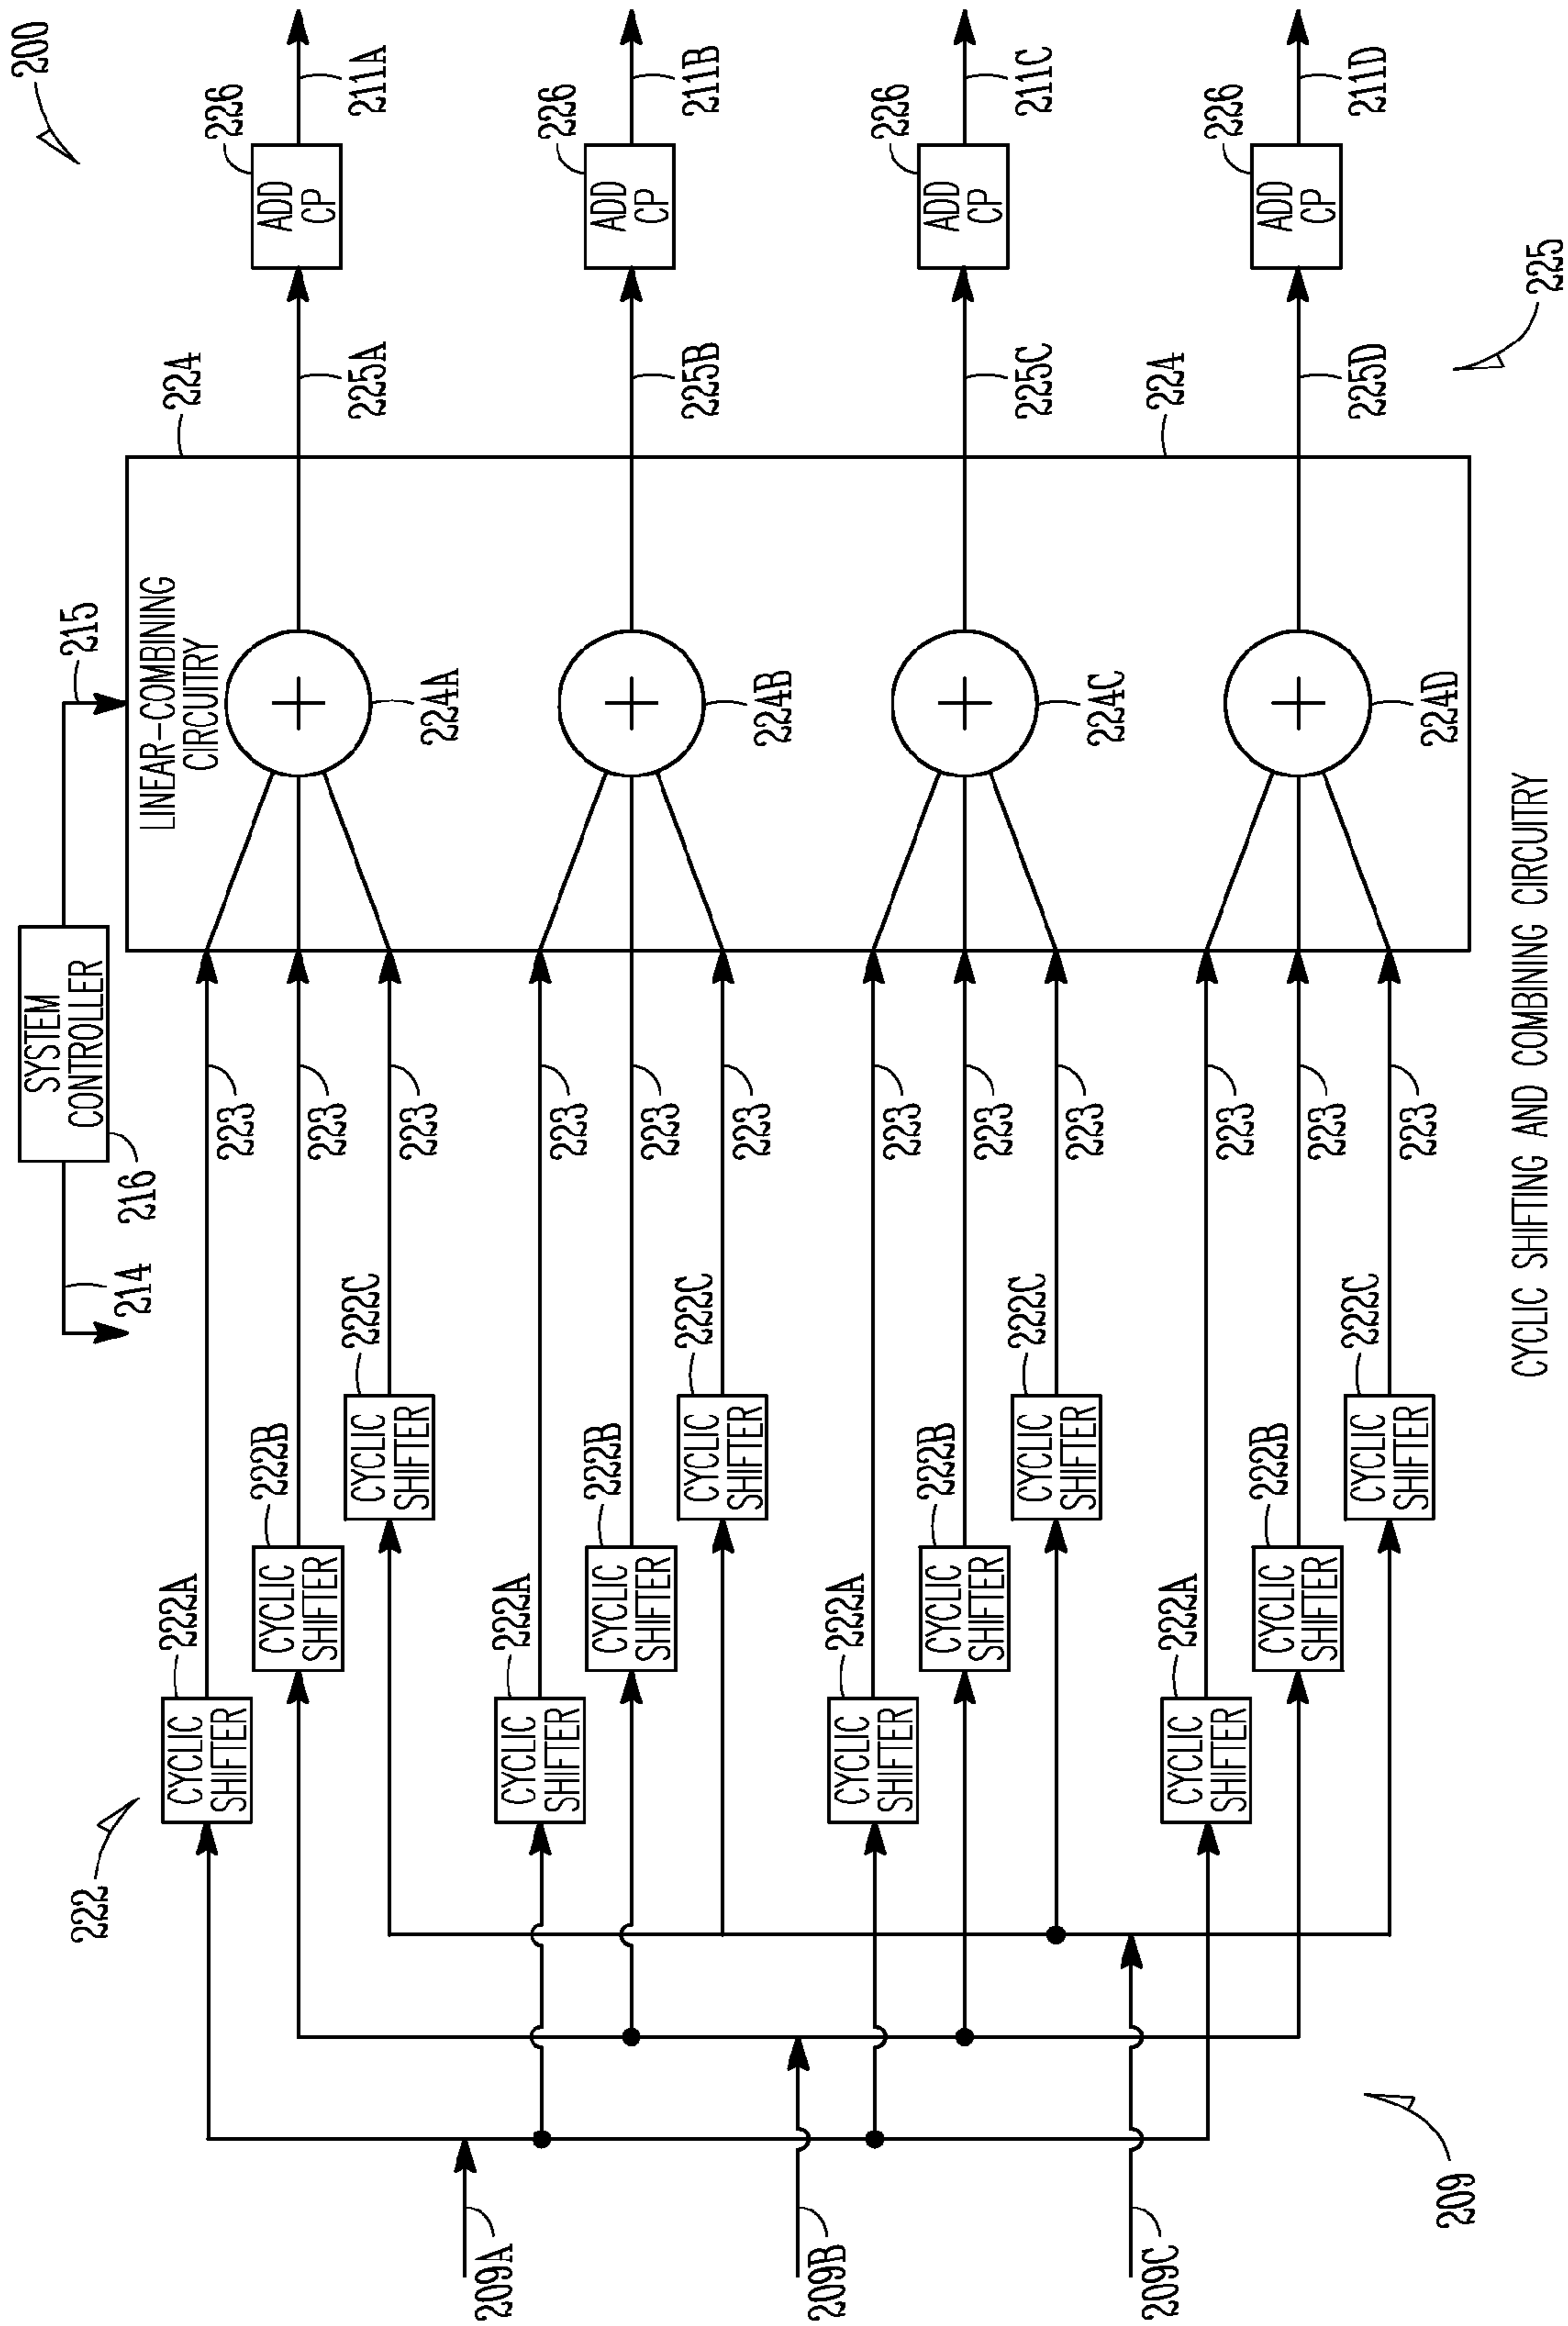 200
SYSTEM
CONTROLLER
215
216
214
222
LINEAR-COMBINING
CIRCUITRY
224
222A
CYCLIC
SHIFTER
223
226
ADD
CP
222B
CYCLIC
SHIFTER
223
211A
225A
222C
CYCLIC
SHIFTER
223
224A
209A
222A
CYCLIC
SHIFTER
223
226
ADD
CP
222B
CYCLIC
SHIFTER
223
211B
225B
222C
CYCLIC
SHIFTER
223
224B
209B
222A
CYCLIC
SHIFTER
223
226
ADD
CP
222B
CYCLIC
SHIFTER
223
211C
225C
222C
CYCLIC
SHIFTER
223
224C
209C
224
222A
CYCLIC
SHIFTER
223
226
ADD
CP
222B
CYCLIC
SHIFTER
223
211D
225D
222C
CYCLIC
SHIFTER
223
224D
209
225
CYCLIC SHIFTING AND COMBINING CIRCUITRY